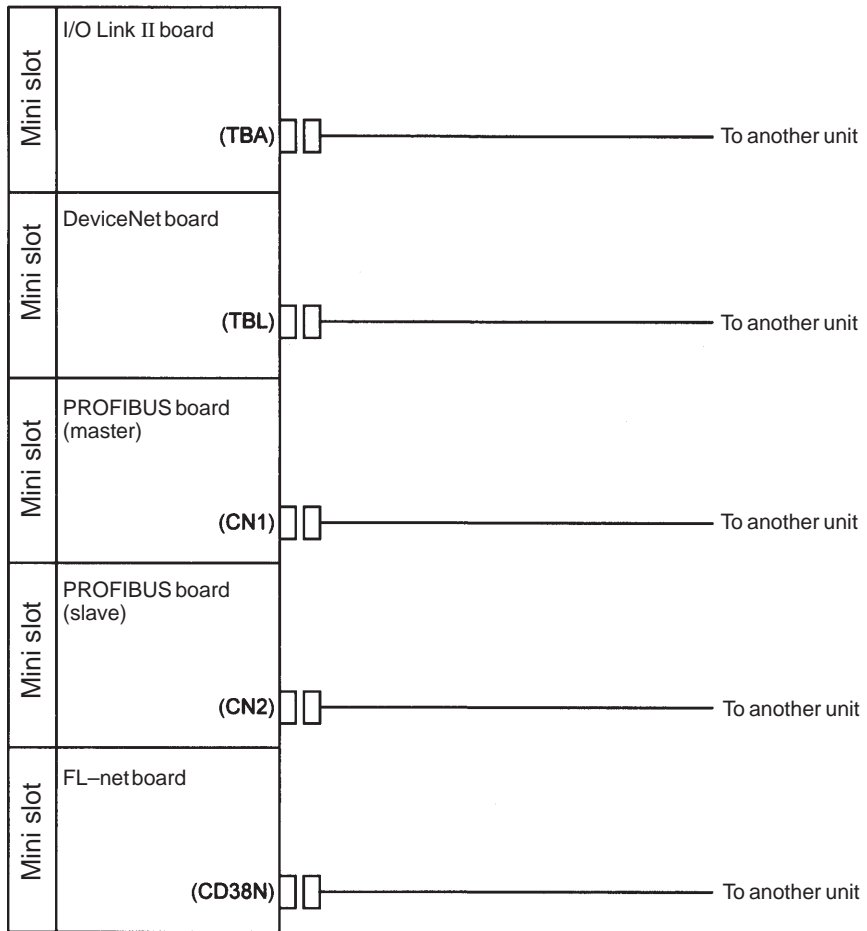 Mini slot
I/O Link II board
(TBA)
To another unit
Mini slot
DeviceNet board
(TBL)
To another unit
Mini slot
PROFIBUS board
(master)
(CN1)
To another unit
Mini slot
PROFIBUS board
(slave)
(CN2)
To another unit
Mini slot
FL–net board
(CD38N)
To another unit